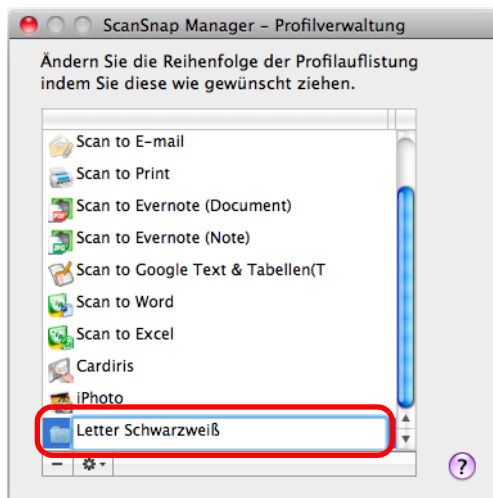 ScanSnap Manager – Profilverwaltung
Ändern Sie die Reihenfolge der Profilauflistung
indem Sie diese wie gewünscht ziehen.
Scan to E-mail
Scan to Print
Scan to Evernote (Document)
Scan to Evernote (Note)
Scan to Google Text & Tabellen(T
Scan to Word
Scan to Excel
Cardiris
iPhoto
Letter Schwarzweiß
?